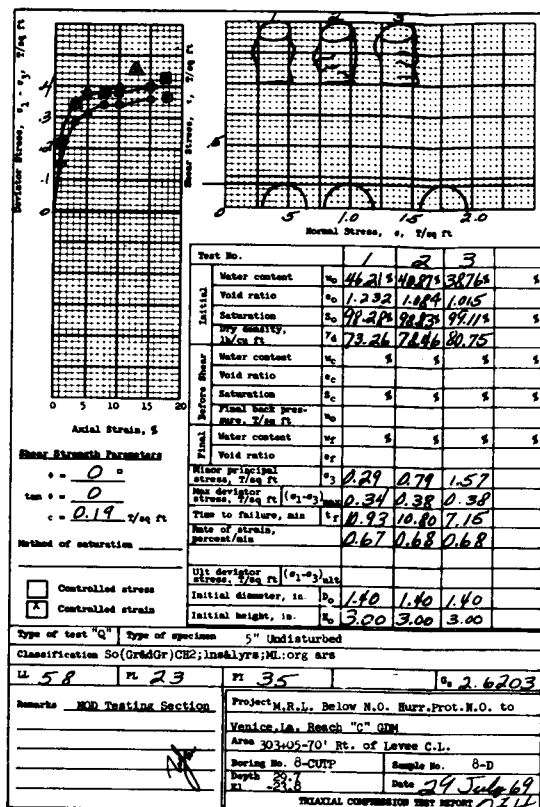 Deviator Stress, σ1 - σ3, T/sq ft
.4
.3
.2
.1
0
0 5 10 15 20
Axial Strain, %
Shear Stress, τ, T/sq ft
1 2 3
.5
0
.5 1.0 1.5 2.0
Normal Stress, σ, T/sq ft
Test No. 1 2 3
Initial
Water content w₀ 46.21% 40.87% 38.76% %
Void ratio e₀ 1.232 1.084 1.015
Saturation S₀ 98.28% 98.83% 99.11% %
Dry density, lb/cu ft γd 73.26 78.46 80.75
Before Shear
Water content wc % % % %
Void ratio ec
Saturation Sc % % % %
Final back pressure, T/sq ft u₀
Final
Water content wf % % % %
Void ratio ef
Minor principal stress, T/sq ft σ3 0.29 0.79 1.57
Max deviator stress, T/sq ft (σ1-σ3)max 0.34 0.38 0.38
Time to failure, min tf 10.93 10.80 7.15
Rate of strain, percent/min 0.67 0.68 0.68
Ult deviator stress, T/sq ft (σ1-σ3)ult
Initial diameter, in. D₀ 1.40 1.40 1.40
Initial height, in. H₀ 3.00 3.00 3.00
Shear Strength Parameters
φ = 0 °
tan φ = 0
c = 0.19 T/sq ft
Method of saturation
Controlled stress
Controlled strain
Type of test "Q" Type of specimen 5" Undisturbed
Classification So(Gr&dGr)CH2;lns&lyrs;ML;org ars
LL 58 PL 23 PI 35 Gs 2.6203
Remarks NOD Testing Section
Project M.R.L. Below N.O. Hurr.Prot.N.O. to
Venice,La. Reach "C" GDM
Area 303+05-70' Rt. of Levee C.L.
Boring No. 8-CUTP Sample No. 8-D
Depth 29.7
El -23.8
Date 29 July 69
TRIAXIAL COMPRESSION TEST REPORT